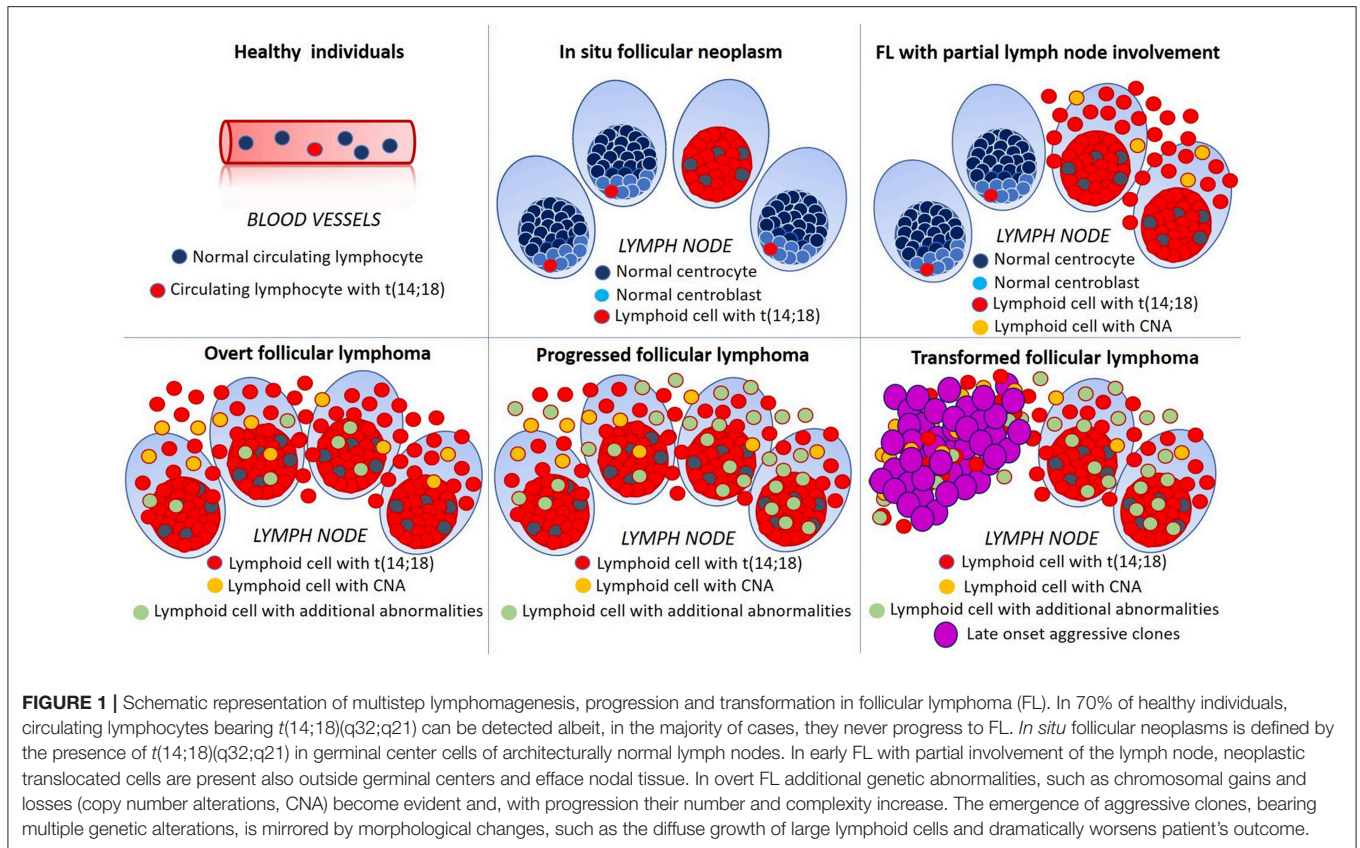 Healthy individuals
BLOOD VESSELS
Normal circulating lymphocyte
Circulating lymphocyte with t(14;18)
In situ follicular neoplasm
LYMPH NODE
Normal centrocyte
Normal centroblast
Lymphoid cell with t(14;18)
FL with partial lymph node involvement
LYMPH NODE
Normal centrocyte
Normal centroblast
Lymphoid cell with t(14;18)
Lymphoid cell with CNA
Overt follicular lymphoma
LYMPH NODE
Lymphoid cell with t(14;18)
Lymphoid cell with CNA
Lymphoid cell with additional abnormalities
Progressed follicular lymphoma
LYMPH NODE
Lymphoid cell with t(14;18)
Lymphoid cell with CNA
Lymphoid cell with additional abnormalities
Transformed follicular lymphoma
LYMPH NODE
Lymphoid cell with t(14;18)
Lymphoid cell with CNA
Lymphoid cell with additional abnormalities
Late onset aggressive clones
FIGURE 1 | Schematic representation of multistep lymphomagenesis, progression and transformation in follicular lymphoma (FL). In 70% of healthy individuals,
circulating lymphocytes bearing t(14;18)(q32;q21) can be detected albeit, in the majority of cases, they never progress to FL. In situ follicular neoplasms is defined by
the presence of t(14;18)(q32;q21) in germinal center cells of architecturally normal lymph nodes. In early FL with partial involvement of the lymph node, neoplastic
translocated cells are present also outside germinal centers and efface nodal tissue. In overt FL additional genetic abnormalities, such as chromosomal gains and
losses (copy number alterations, CNA) become evident and, with progression their number and complexity increase. The emergence of aggressive clones, bearing
multiple genetic alterations, is mirrored by morphological changes, such as the diffuse growth of large lymphoid cells and dramatically worsens patient's outcome.